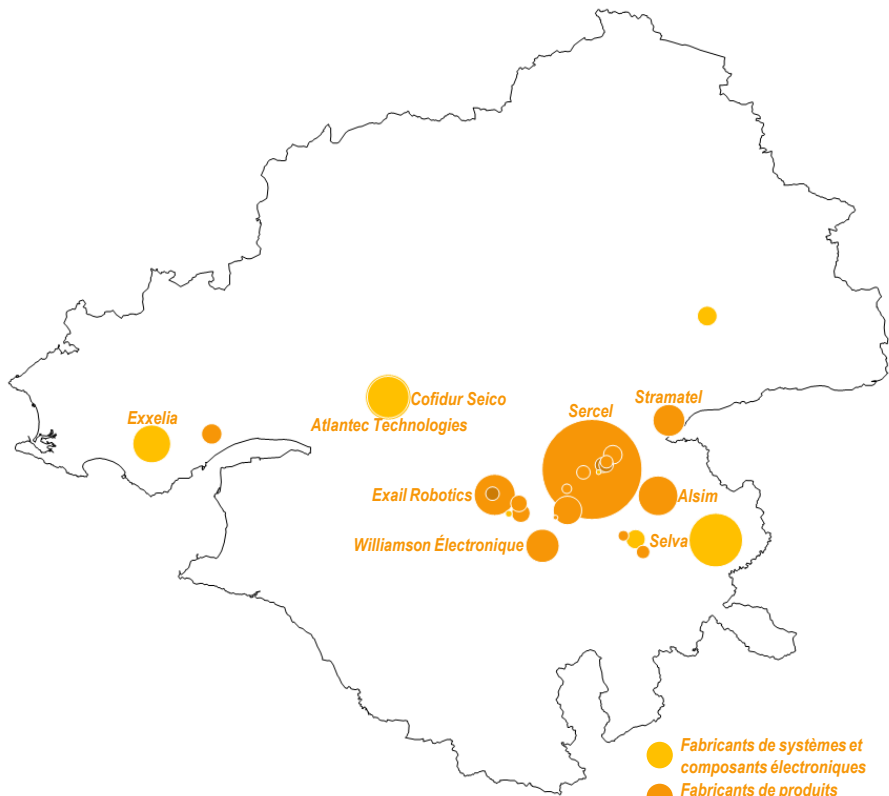 Cofidur Seico
Stramatel
Sercel
Exxelia
Atlantec Technologies
Exail Robotics
Alsim
Williamson Électronique
Selva
Fabricants de systèmes et
composants électroniques
Fabricants de produits